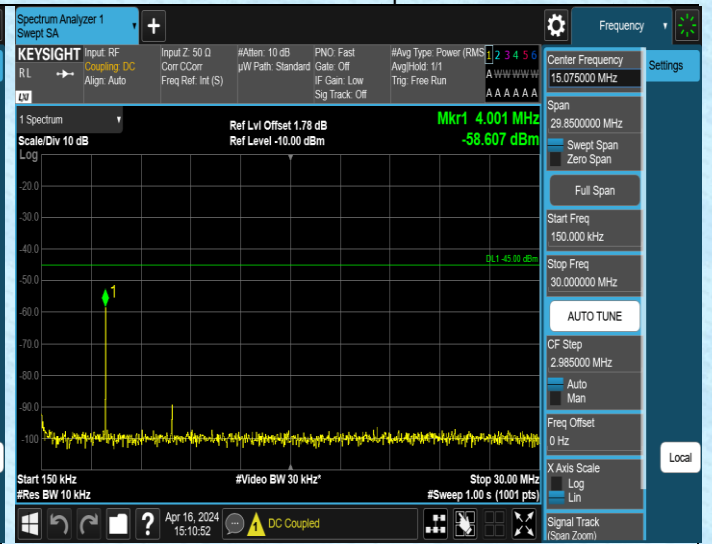 Spectrum Analyzer 1
Swept SA
+
Frequency
KEYSIGHT
RL
LXI
Input: RF
Coupling: DC
Align: Auto
Input Z: 50 Ω
Corr CCorr
Freq Ref: Int (S)
#Atten: 10 dB
µW Path: Standard
PNO: Fast
Gate: Off
IF Gain: Low
Sig Track: Off
#Avg Type: Power (RMS
Avg|Hold: 1/1
Trig: Free Run
1 2 3 4 5 6
A W W W W W
A A A A A A
1 Spectrum
Scale/Div 10 dB
Log
Ref Lvl Offset 1.78 dB
Ref Level -10.00 dBm
Mkr1 4.001 MHz
-58.607 dBm
-20.0
-30.0
-40.0
DL1 -45.00 dBm
-50.0
1
-60.0
-70.0
-80.0
-90.0
-100
Start 150 kHz
#Res BW 10 kHz
#Video BW 30 kHz*
Stop 30.00 MHz
#Sweep 1.00 s (1001 pts)
?
Apr 16, 2024
15:10:52
DC Coupled
Center Frequency
15.075000 MHz
Settings
Span
29.8500000 MHz
Swept Span
Zero Span
Full Span
Start Freq
150.000 kHz
Stop Freq
30.000000 MHz
AUTO TUNE
CF Step
2.985000 MHz
Auto
Man
Freq Offset
0 Hz
X Axis Scale
Log
Lin
Local
Signal Track
(Span Zoom)